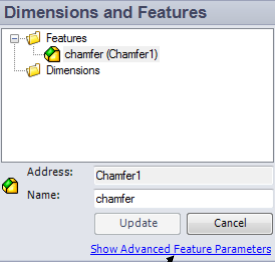 Dimensions and Features
Features
chamfer (Chamfer1)
Dimensions
Address:
Chamfer1
Name:
chamfer
Update
Cancel
Show Advanced Feature Parameters